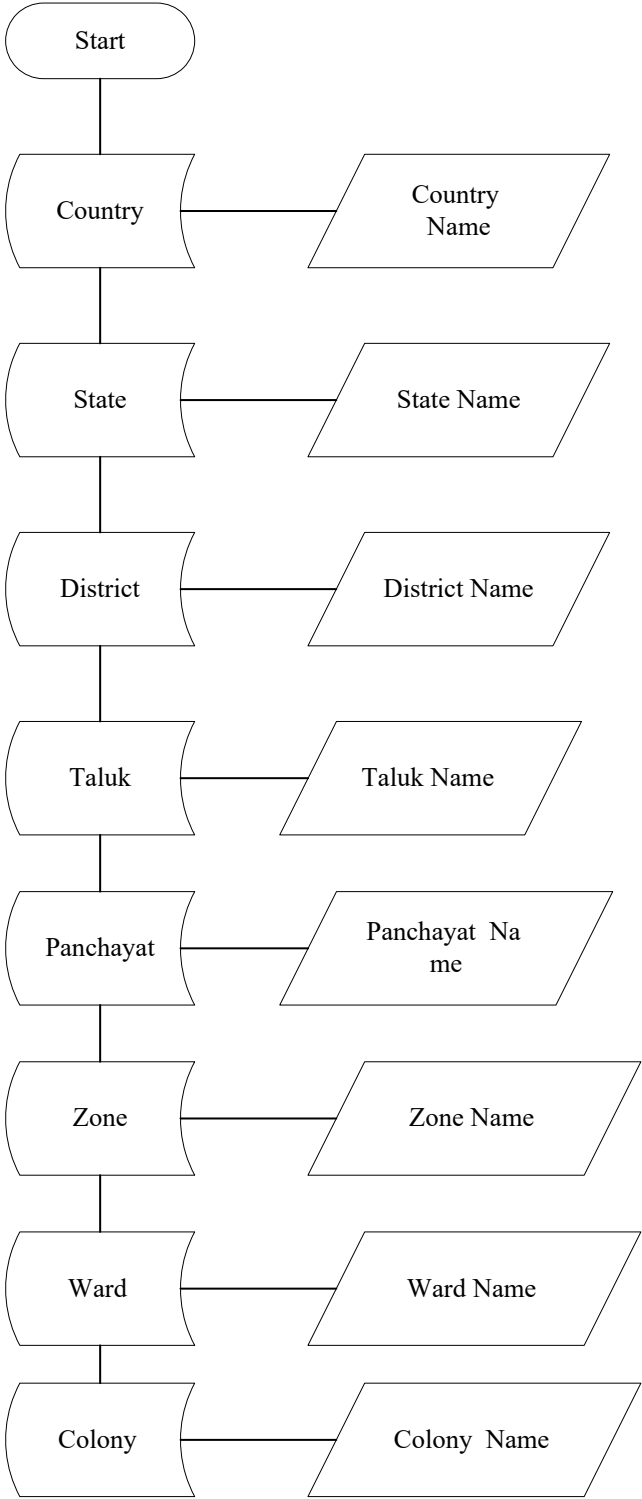 Start
Country
Country
Name
State
State Name
District
District Name
Taluk
Taluk Name
Panchayat
Panchayat  Na
me
Zone
Zone Name
Ward
Ward Name
Colony
Colony  Name